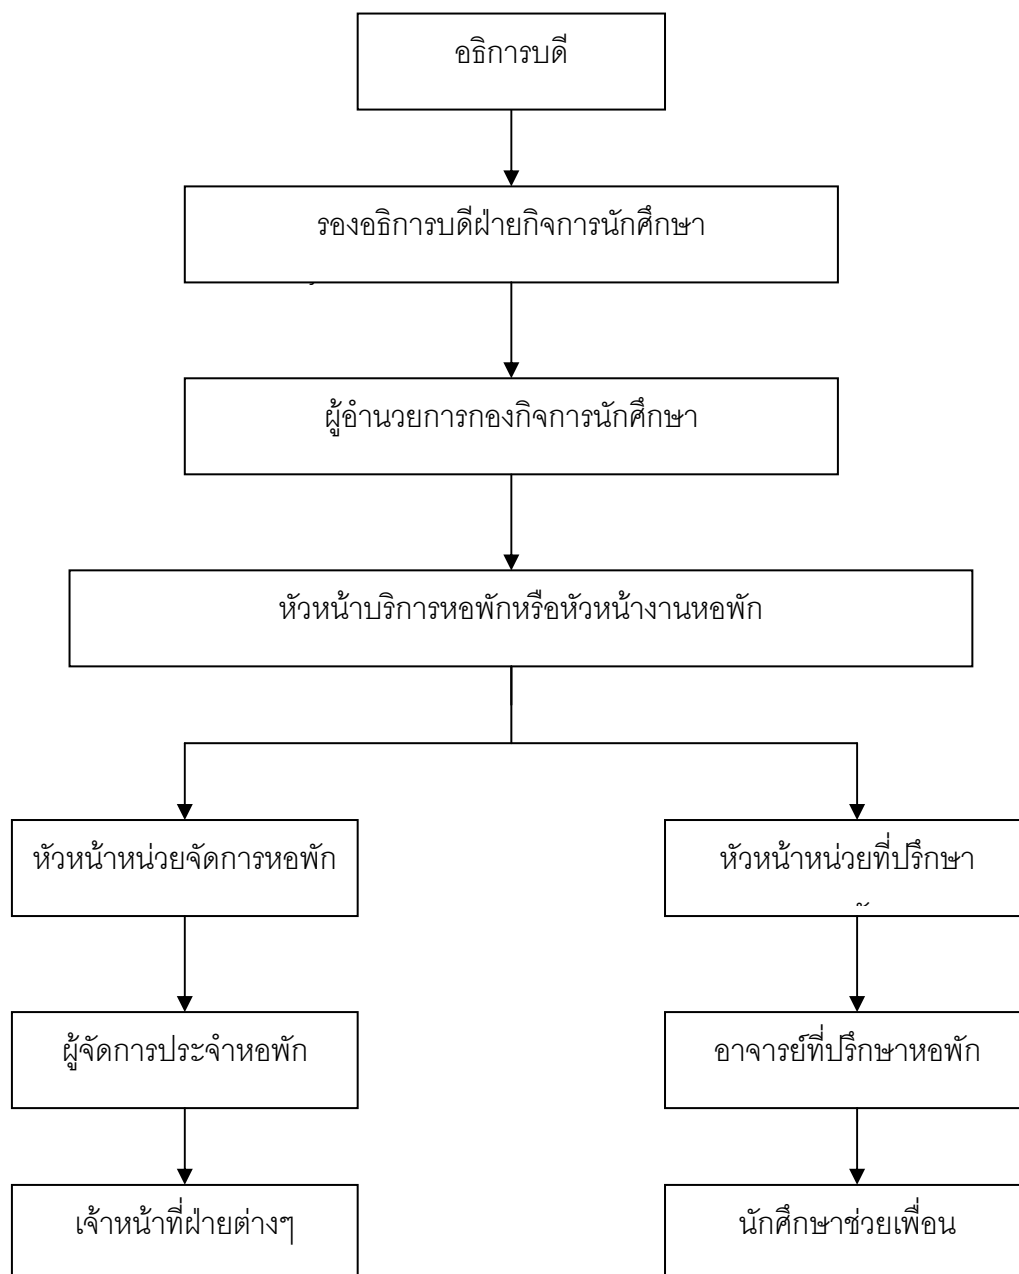 อธิการบดี
รองอธิการบดีฝ่ายกิจการนักศึกษา
ผู้อำนวยการกองกิจการนักศึกษา
หัวหน้าบริการหอพักหรือหัวหน้างานหอพัก
หัวหน้าหน่วยจัดการหอพัก
หัวหน้าหน่วยที่ปรึกษา
ผู้จัดการประจำหอพัก
อาจารย์ที่ปรึกษาหอพัก
เจ้าหน้าที่ฝ่ายต่างๆ
นักศึกษาช่วยเพื่อน